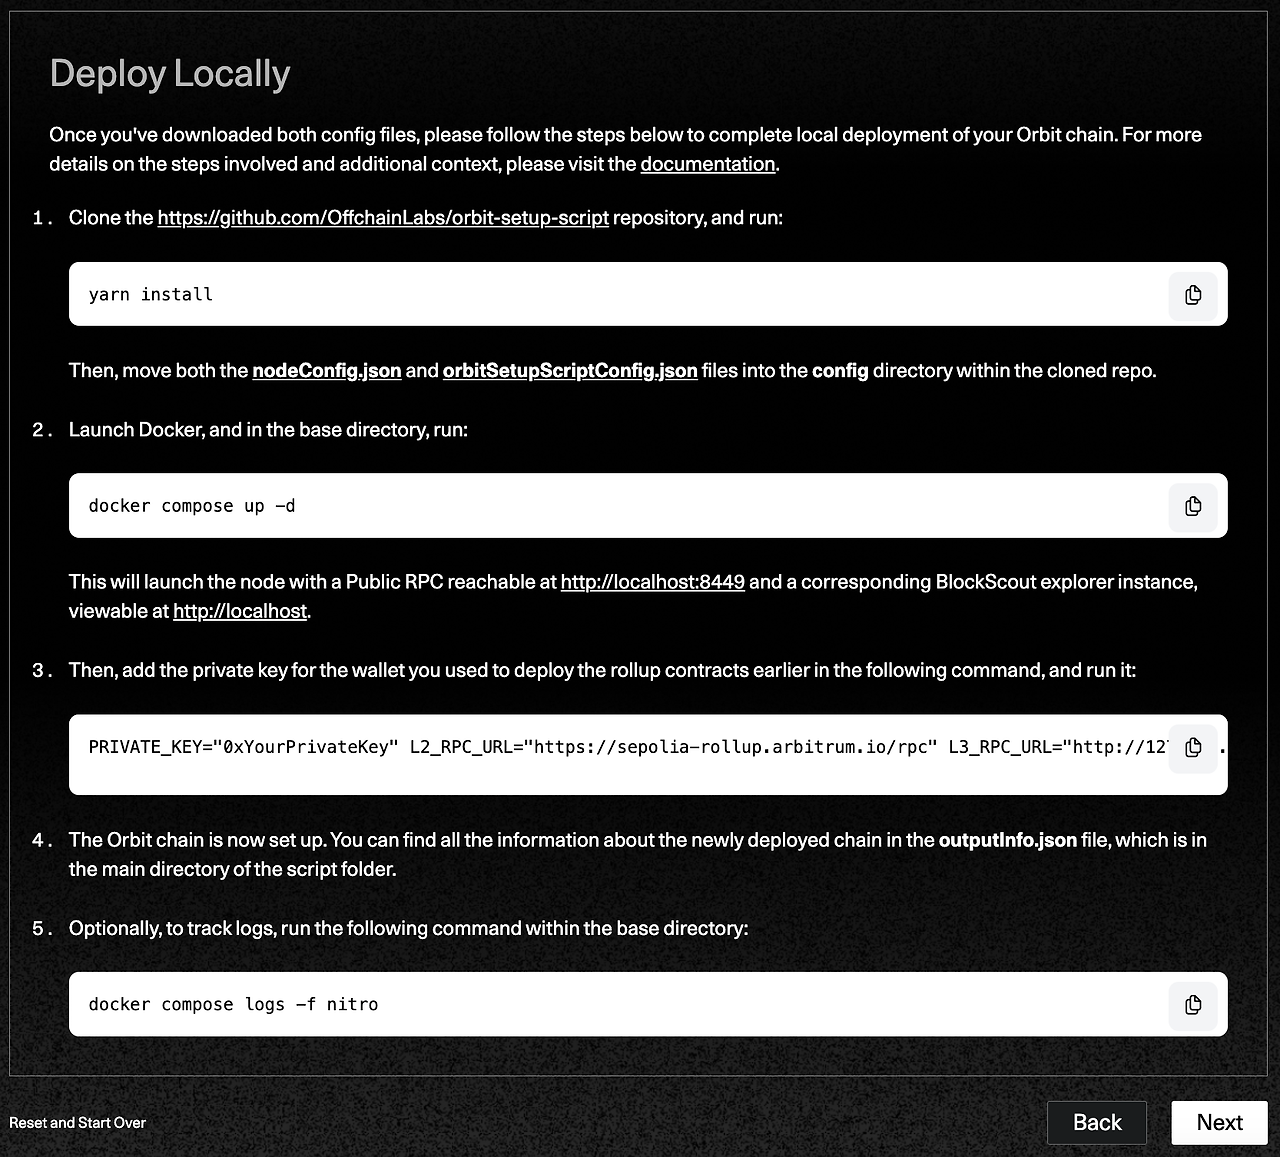 Deploy Locally
Once you've downloaded both config files, please follow the steps below to complete local deployment of your Orbit chain. For more
details on the steps involved and additional context, please visit the documentation.
1. Clone the https://github.com/OffchainLabs/orbit-setup-script repository, and run:
yarn install
Then, move both the nodeConfig.json and orbitSetupScriptConfig.json files into the config directory within the cloned repo.
2. Launch Docker, and in the base directory, run:
docker compose up -d
This will launch the node with a Public RPC reachable at http://localhost:8449 and a corresponding BlockScout explorer instance,
viewable at http://localhost.
3. Then, add the private key for the wallet you used to deploy the rollup contracts earlier in the following command, and run it:
PRIVATE_KEY="0xYourPrivateKey" L2_RPC_URL="https://sepolia-rollup.arbitrum.io/rpc" L3_RPC_URL="http://12
4. The Orbit chain is now set up. You can find all the information about the newly deployed chain in the outputInfo.json file, which is in
the main directory of the script folder.
5. Optionally, to track logs, run the following command within the base directory:
docker compose logs -f nitro
Reset and Start Over
Back
Next